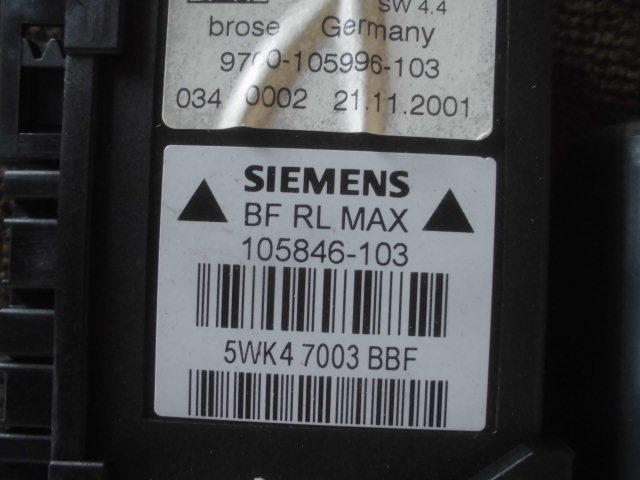 SW 4.4
brose Germany
9700-105996-103
034 0002 21.11.2001
SIEMENS
BF RL MAX
105846-103
5WK4 7003 BBF